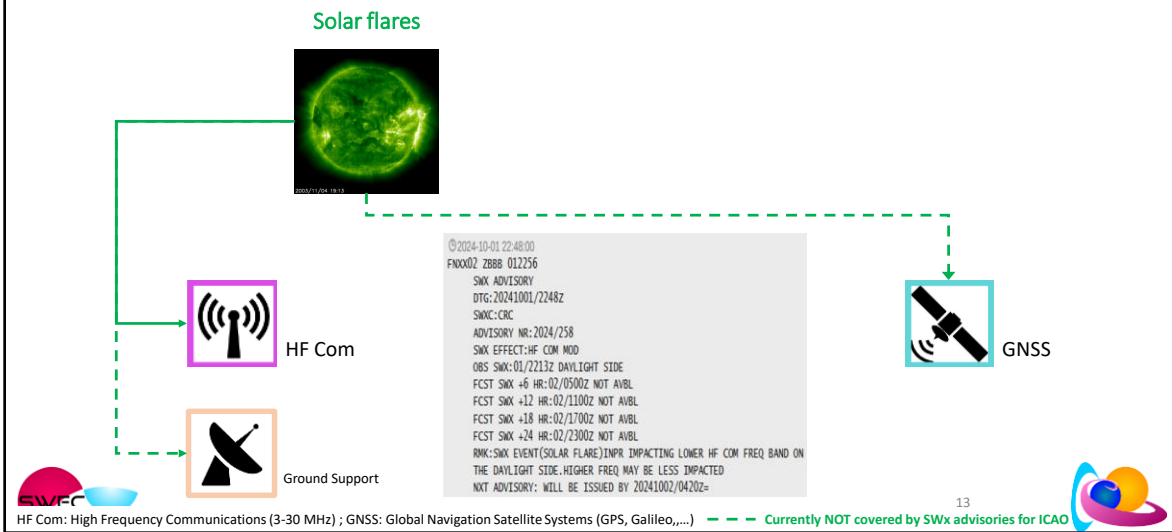 Solar flares
2003/11/04 19:13
2024-10-01 22:48:00
FNXX02 ZBBB 012256
SWX ADVISORY
DTG:20241001/2248Z
SWXC:CRC
ADVISORY NR:2024/258
SWX EFFECT:HF COM MOD
OBS SWX:01/2213Z DAYLIGHT SIDE
FCST SWX +6 HR:02/0500Z NOT AVBL
FCST SWX +12 HR:02/1100Z NOT AVBL
FCST SWX +18 HR:02/1700Z NOT AVBL
FCST SWX +24 HR:02/2300Z NOT AVBL
RMK:SWX EVENT(SOLAR FLARE)INPR IMPACTING LOWER HF COM FREQ BAND ON
THE DAYLIGHT SIDE.HIGHER FREQ MAY BE LESS IMPACTED
NXT ADVISORY: WILL BE ISSUED BY 20241002/0420Z=
HF Com
GNSS
Ground Support
SWFC
13
HF Com: High Frequency Communications (3-30 MHz) ; GNSS: Global Navigation Satellite Systems (GPS, Galileo,,…) Currently NOT covered by SWx advisories for ICAO